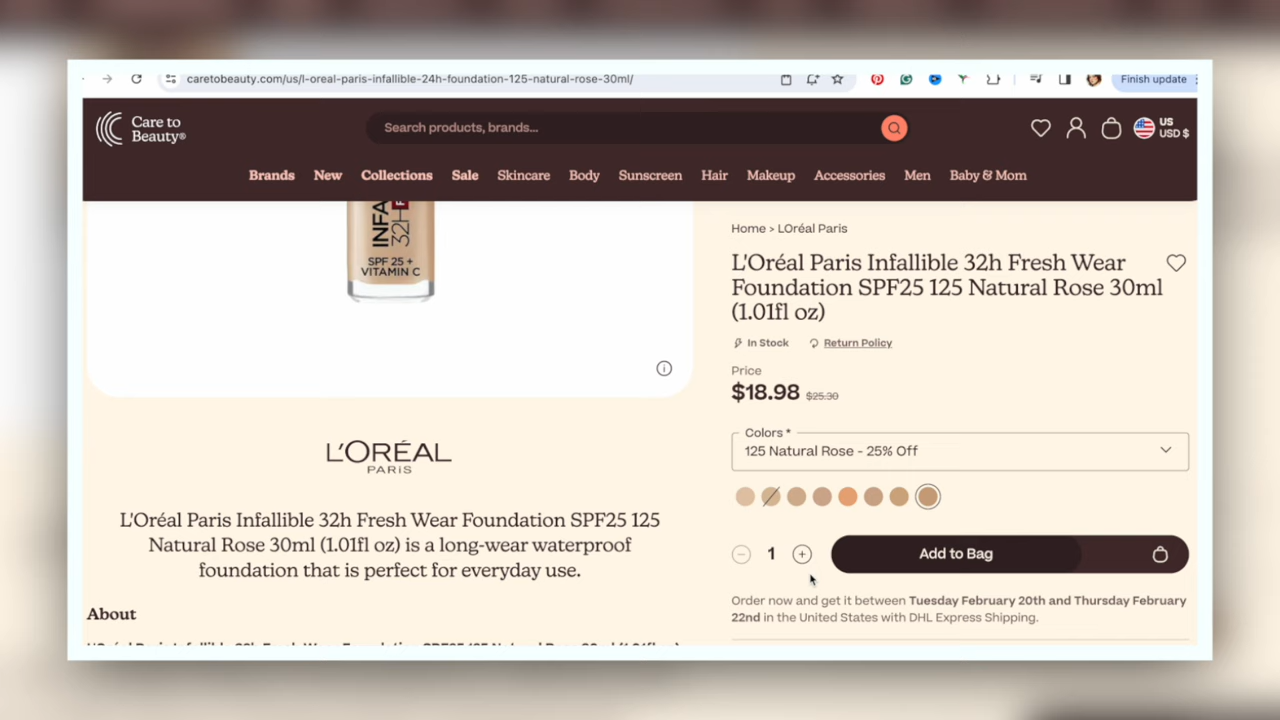 caretobeauty.com/us/l-oreal-paris-infallible-24h-foundation-125-natural-rose-30ml/
Finish update
Care to
Beauty®
Search products, brands...
US
USD $
Brands New Collections Sale Skincare Body Sunscreen Hair Makeup Accessories Men Baby & Mom
INFA
32H
SPF 25 +
VITAMIN C
Home > LOréal Paris
L'Oréal Paris Infallible 32h Fresh Wear
Foundation SPF25 125 Natural Rose 30ml
(1.01fl oz)
In Stock Return Policy
Price
$18.98 $25.30
Colors *
125 Natural Rose - 25% Off
1
Add to Bag
Order now and get it between Tuesday February 20th and Thursday February
22nd in the United States with DHL Express Shipping.
L'ORÉAL
PARIS
L'Oréal Paris Infallible 32h Fresh Wear Foundation SPF25 125
Natural Rose 30ml (1.01fl oz) is a long-wear waterproof
foundation that is perfect for everyday use.
About